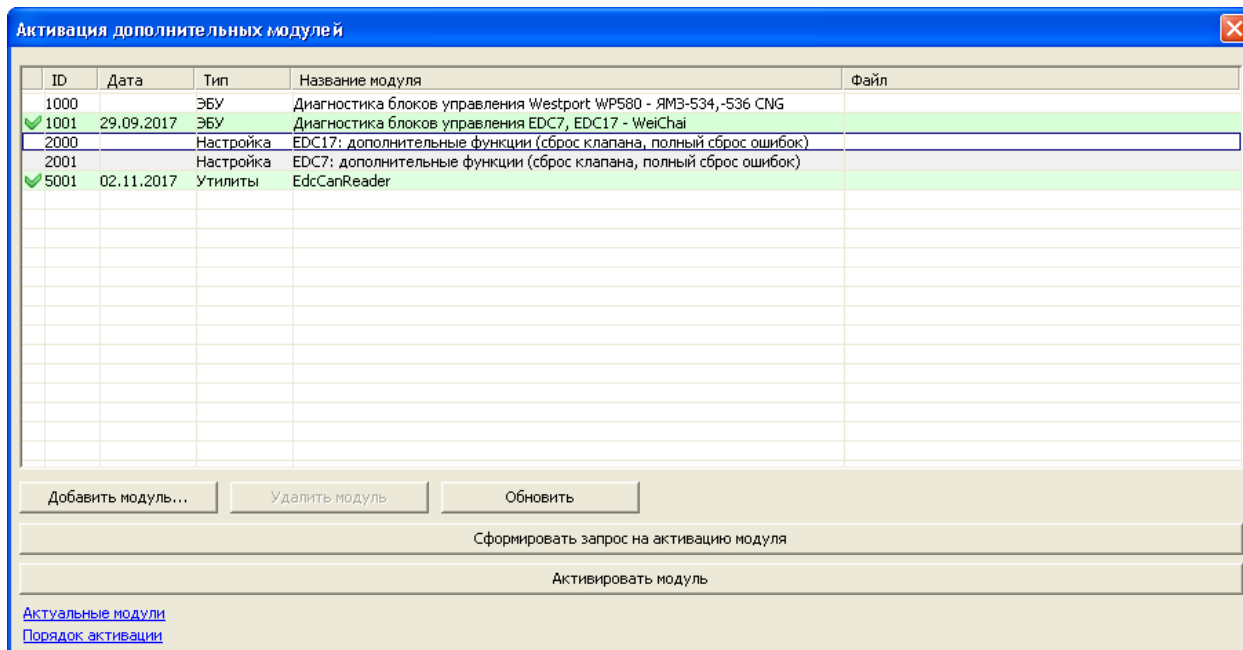 Активация дополнительных модулей
ID Дата Тип Название модуля Файл
1000 ЭБУ Диагностика блоков управления Westport WP580 - ЯМЗ-534,-536 CNG
1001 29.09.2017 ЭБУ Диагностика блоков управления EDC7, EDC17 - WeiChai
2000 Настройка EDC17: дополнительные функции (сброс клапана, полный сброс ошибок)
2001 Настройка EDC7: дополнительные функции (сброс клапана, полный сброс ошибок)
5001 02.11.2017 Утилиты EdcCanReader
Добавить модуль... Удалить модуль Обновить
Сформировать запрос на активацию модуля
Активировать модуль
Актуальные модули
Порядок активации